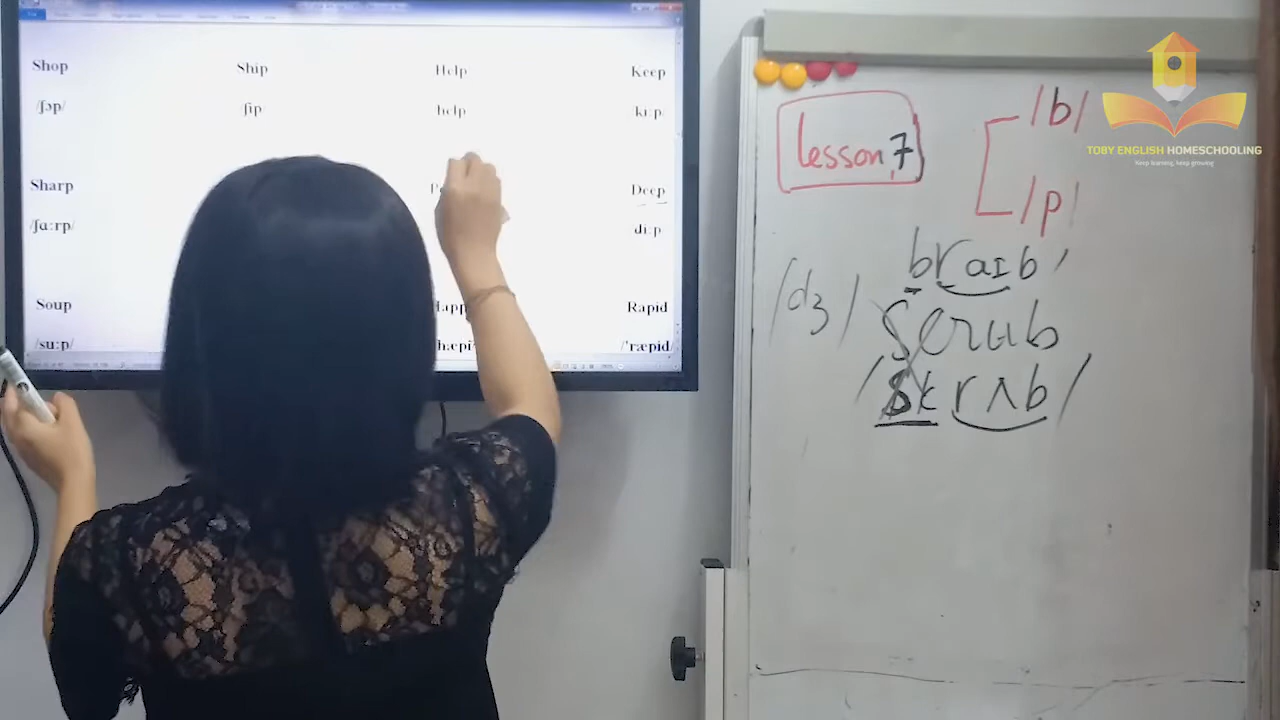 Shop Ship Help Keep
/ʃɔp/ /ʃip/ /help/ /ki:p/
Sharp Deep
/ʃɑ:rp/ /di:p/
Soup Rapid
/su:p/ /'ræpid/
lesson 7
/b/
/p/
braɪb/
/dʒ/
Scrub
/skrʌb/
TOBY ENGLISH HOMESCHOOLING
Keep learning, keep growing